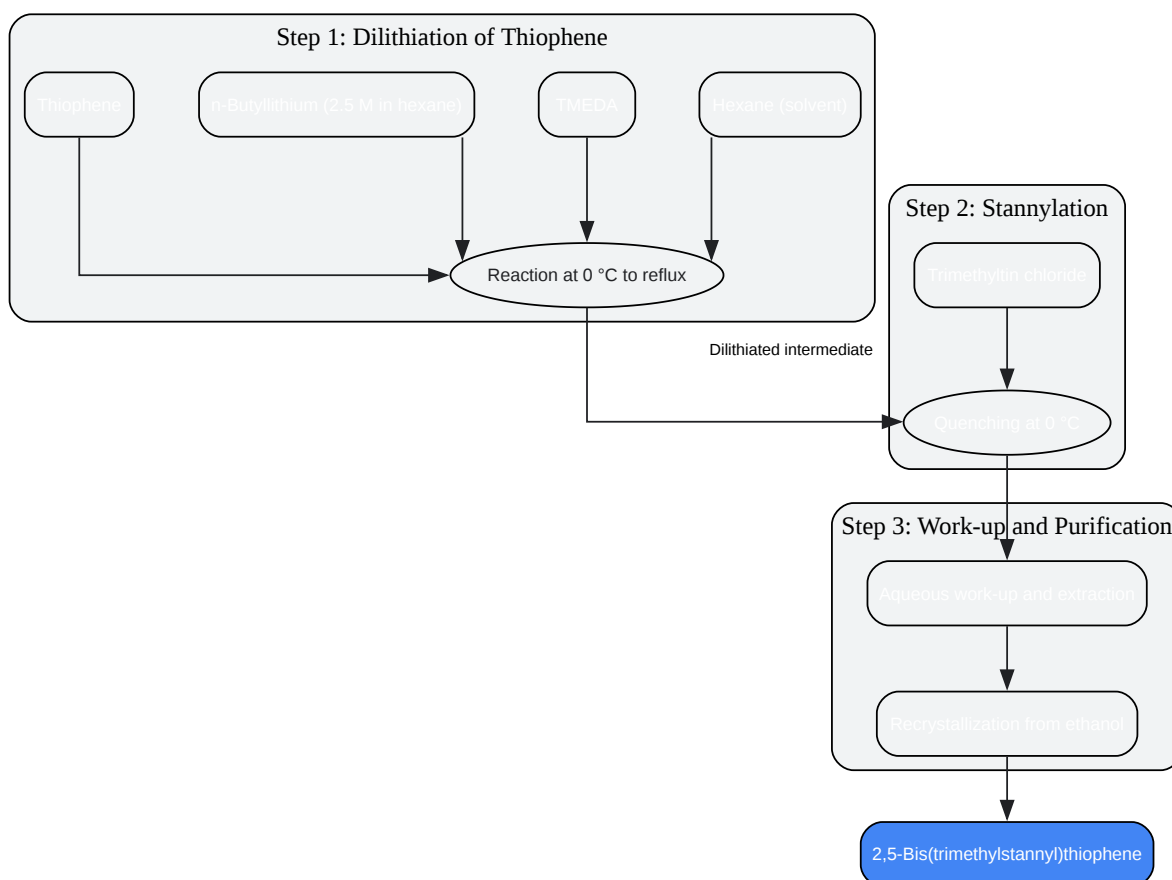 Step 1: Dilithiation of Thiophene
Thiophene
n-Butyllithium (2.5 M in hexane)
TMEDA
Hexane (solvent)
Reaction at 0 °C to reflux
Dilithiated intermediate
Step 2: Stannylation
Trimethyltin chloride
Quenching at 0 °C
Step 3: Work-up and Purification
Aqueous work-up and extraction
Recrystallization from ethanol
2,5-Bis(trimethylstannyl)thiophene